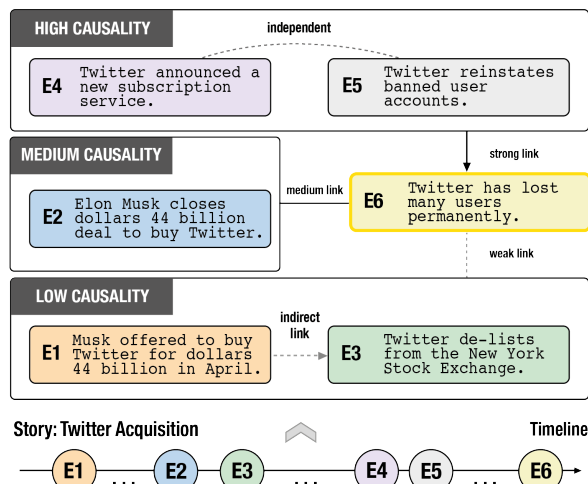 HIGH CAUSALITY
independent
E4
Twitter announced a
new subscription
service.
E5
Twitter reinstates
banned user
accounts.
strong link
MEDIUM CAUSALITY
E2
Elon Musk closes
dollars 44 billion
deal to buy Twitter.
medium link
E6
Twitter has lost
many users
permanently.
weak link
LOW CAUSALITY
E1
Musk offered to buy
Twitter for dollars
44 billion in April.
indirect
link
E3
Twitter de-lists
from the New York
Stock Exchange.
Story: Twitter Acquisition
Timeline
E1 ... E2 E3 ... E4 E5 ... E6